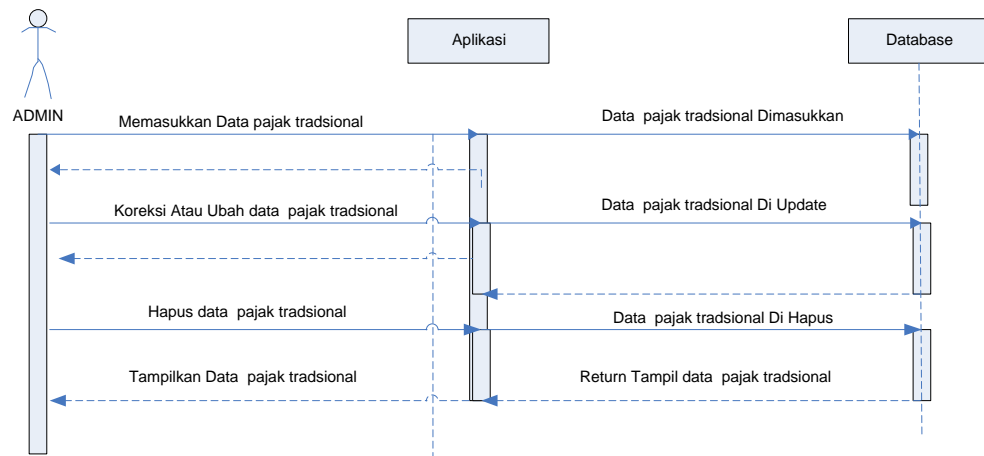 Aplikasi
Database
ADMIN
Memasukkan Data pajak tradsional
Data pajak tradsional Dimasukkan
Koreksi Atau Ubah data pajak tradsional
Data pajak tradsional Di Update
Hapus data pajak tradsional
Data pajak tradsional Di Hapus
Tampilkan Data pajak tradsional
Return Tampil data pajak tradsional